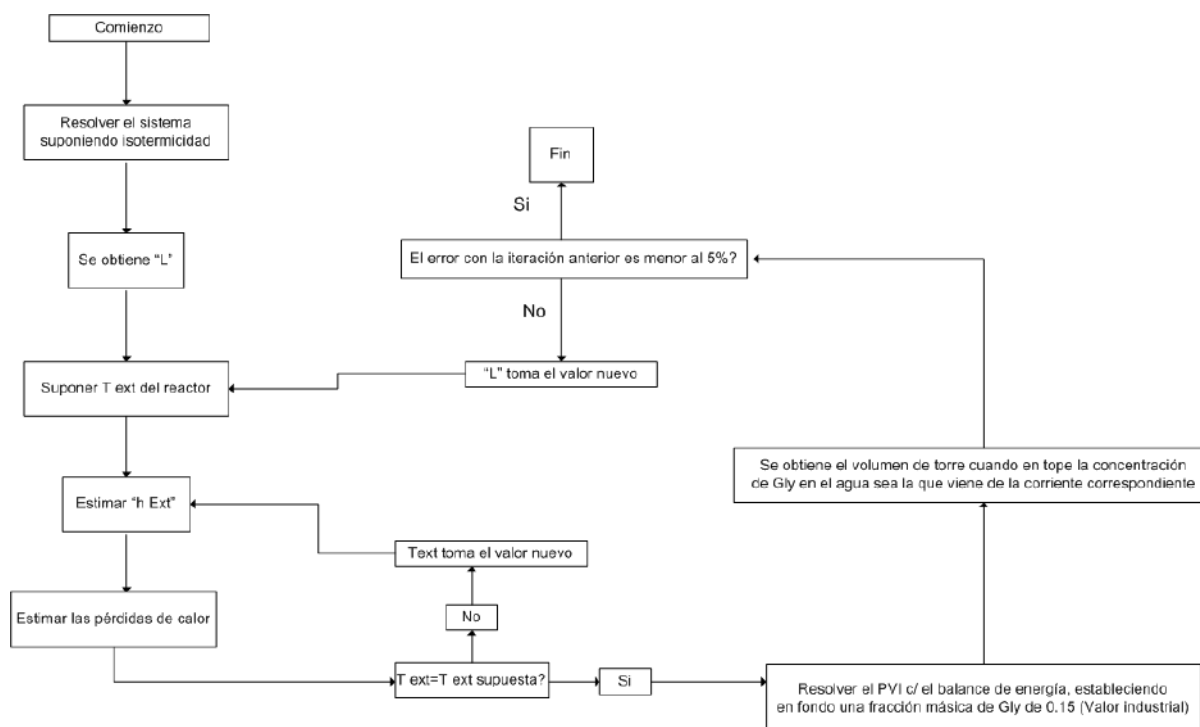 Comienzo
Resolver el sistema
suponiendo isotermicidad
Se obtiene “L”
Suponer T ext del reactor
Estimar “h Ext”
Estimar las pérdidas de calor
T ext=T ext supuesta?
No
Text toma el valor nuevo
Si
Resolver el PVI c/ el balance de energía, estableciendo
en fondo una fracción másica de Gly de 0.15 (Valor industrial)
Se obtiene el volumen de torre cuando en tope la concentración
de Gly en el agua sea la que viene de la corriente correspondiente
El error con la iteración anterior es menor al 5%?
Si
Fin
No
“L” toma el valor nuevo